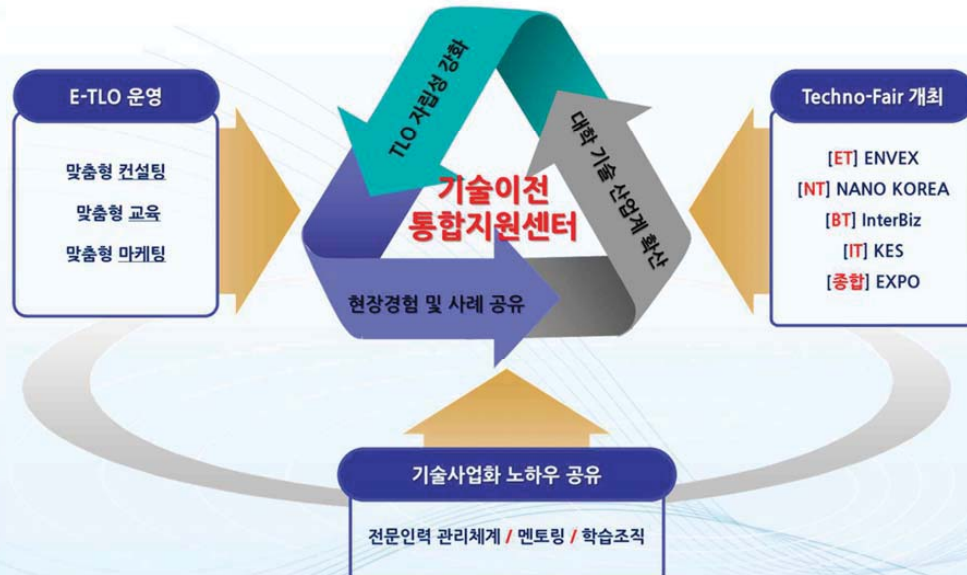 TLO 자립성 강화
대학 기술 산업계 확산
현장경험 및 사례 공유
기술이전
통합지원센터
E-TLO 운영
맞춤형 컨설팅
맞춤형 교육
맞춤형 마케팅
Techno-Fair 개최
[ET] ENVEX
[NT] NANO KOREA
[BT] InterBiz
[IT] KES
[종합] EXPO
기술사업화 노하우 공유
전문인력 관리체계 / 멘토링 / 학습조직